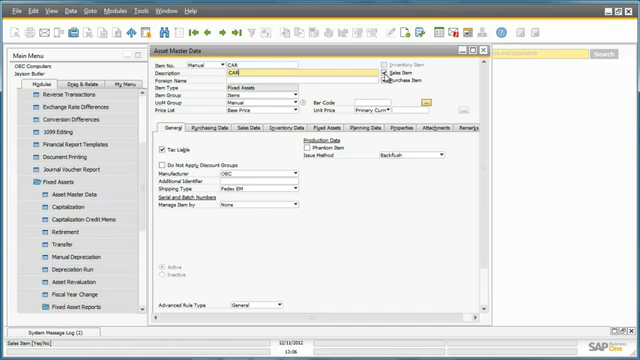 File Edit View Data Goto Modules Tools Window Help
Main Menu
OEC Computers
Jayson Butler
Modules Drag & Relate My Menu
Reverse Transactions
Exchange Rate Differences
Conversion Differences
1099 Editing
Financial Report Templates
Document Printing
Journal Voucher Report
Fixed Assets
Asset Master Data
Capitalization
Capitalization Credit Memo
Retirement
Transfer
Manual Depreciation
Depreciation Run
Asset Revaluation
Fiscal Year Change
Fixed Asset Reports
Asset Master Data
Item No. Manual CAR
Inventory Item
Description CAR
Sales Item
Foreign Name
Purchase Item
Item Type Fixed Assets
Item Group Items
UoM Group Manual
Bar Code
Price List Base Price
Unit Price Primary Curr
General Purchasing Data Sales Data Inventory Data Fixed Assets Planning Data Properties Attachments Remarks
Tax Liable
Production Data
Phantom Item
Issue Method Backflush
Do Not Apply Discount Groups
Manufacturer OEC
Additional Identifier
Shipping Type Fedex EM
Serial and Batch Numbers
Manage Item by None
Active
Inactive
Advanced Rule Type General
and documents
Search
System Message Log (2)
Sales Item [Yes/No]
12/11/2012
13:06
SAP Business One